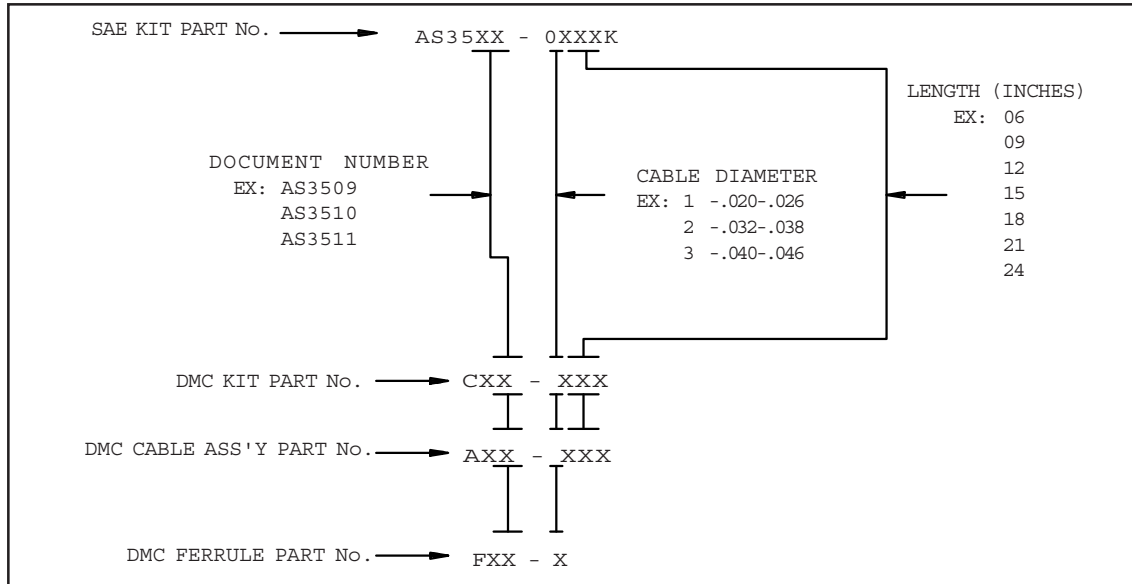 SAE KIT PART No.
AS35XX - 0XXXK
LENGTH (INCHES)
EX: 06
09
12
15
18
21
24
DOCUMENT NUMBER
EX: AS3509
AS3510
AS3511
CABLE DIAMETER
EX: 1 -.020-.026
2 -.032-.038
3 -.040-.046
DMC KIT PART No.
CXX - XXX
DMC CABLE ASS'Y PART No.
AXX - XXX
DMC FERRULE PART No.
FXX - X